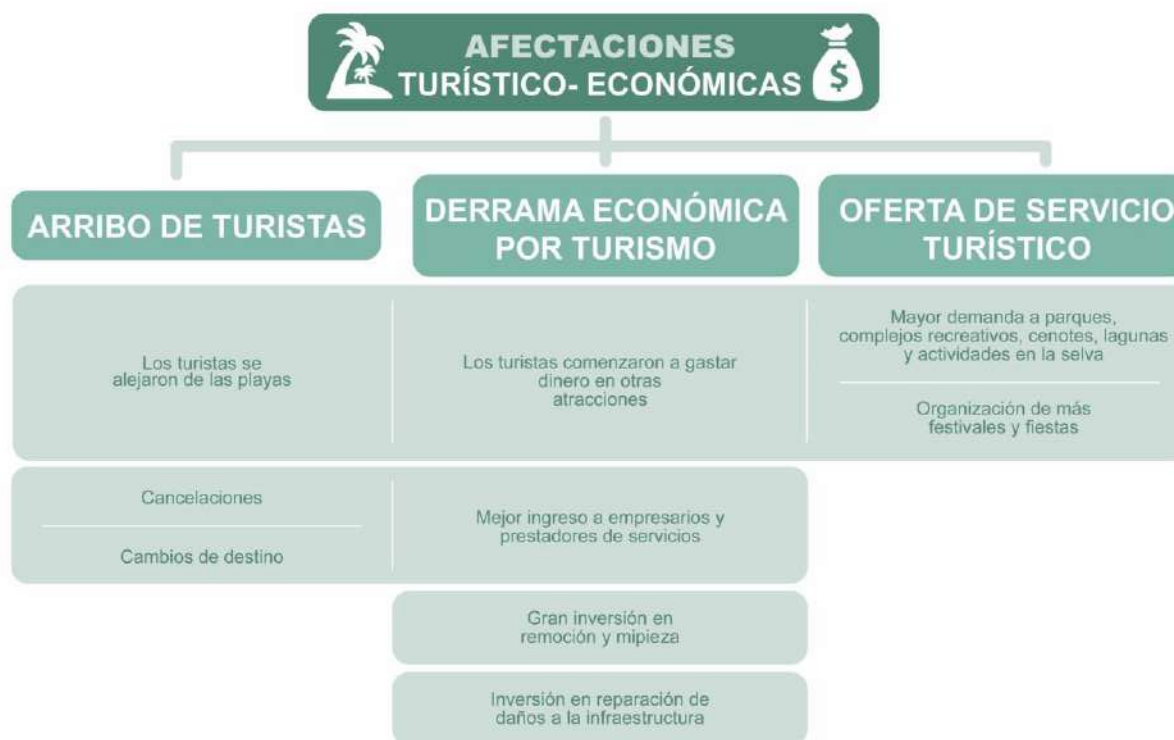 AFECTACIONES
TURÍSTICO- ECONÓMICAS
$
ARRIBO DE TURISTAS
DERRAMA ECONÓMICA
POR TURISMO
OFERTA DE SERVICIO
TURÍSTICO
Los turistas se
alejaron de las playas
Los turistas comenzaron a gastar
dinero en otras
atracciones
Mayor demanda a parques,
complejos recreativos, cenotes, lagunas
y actividades en la selva
Organización de más
festivales y fiestas
Cancelaciones
Cambios de destino
Mejor ingreso a empresarios y
prestadores de servicios
Gran inversión en
remoción y mipieza
Inversión en reparación de
daños a la infraestructura